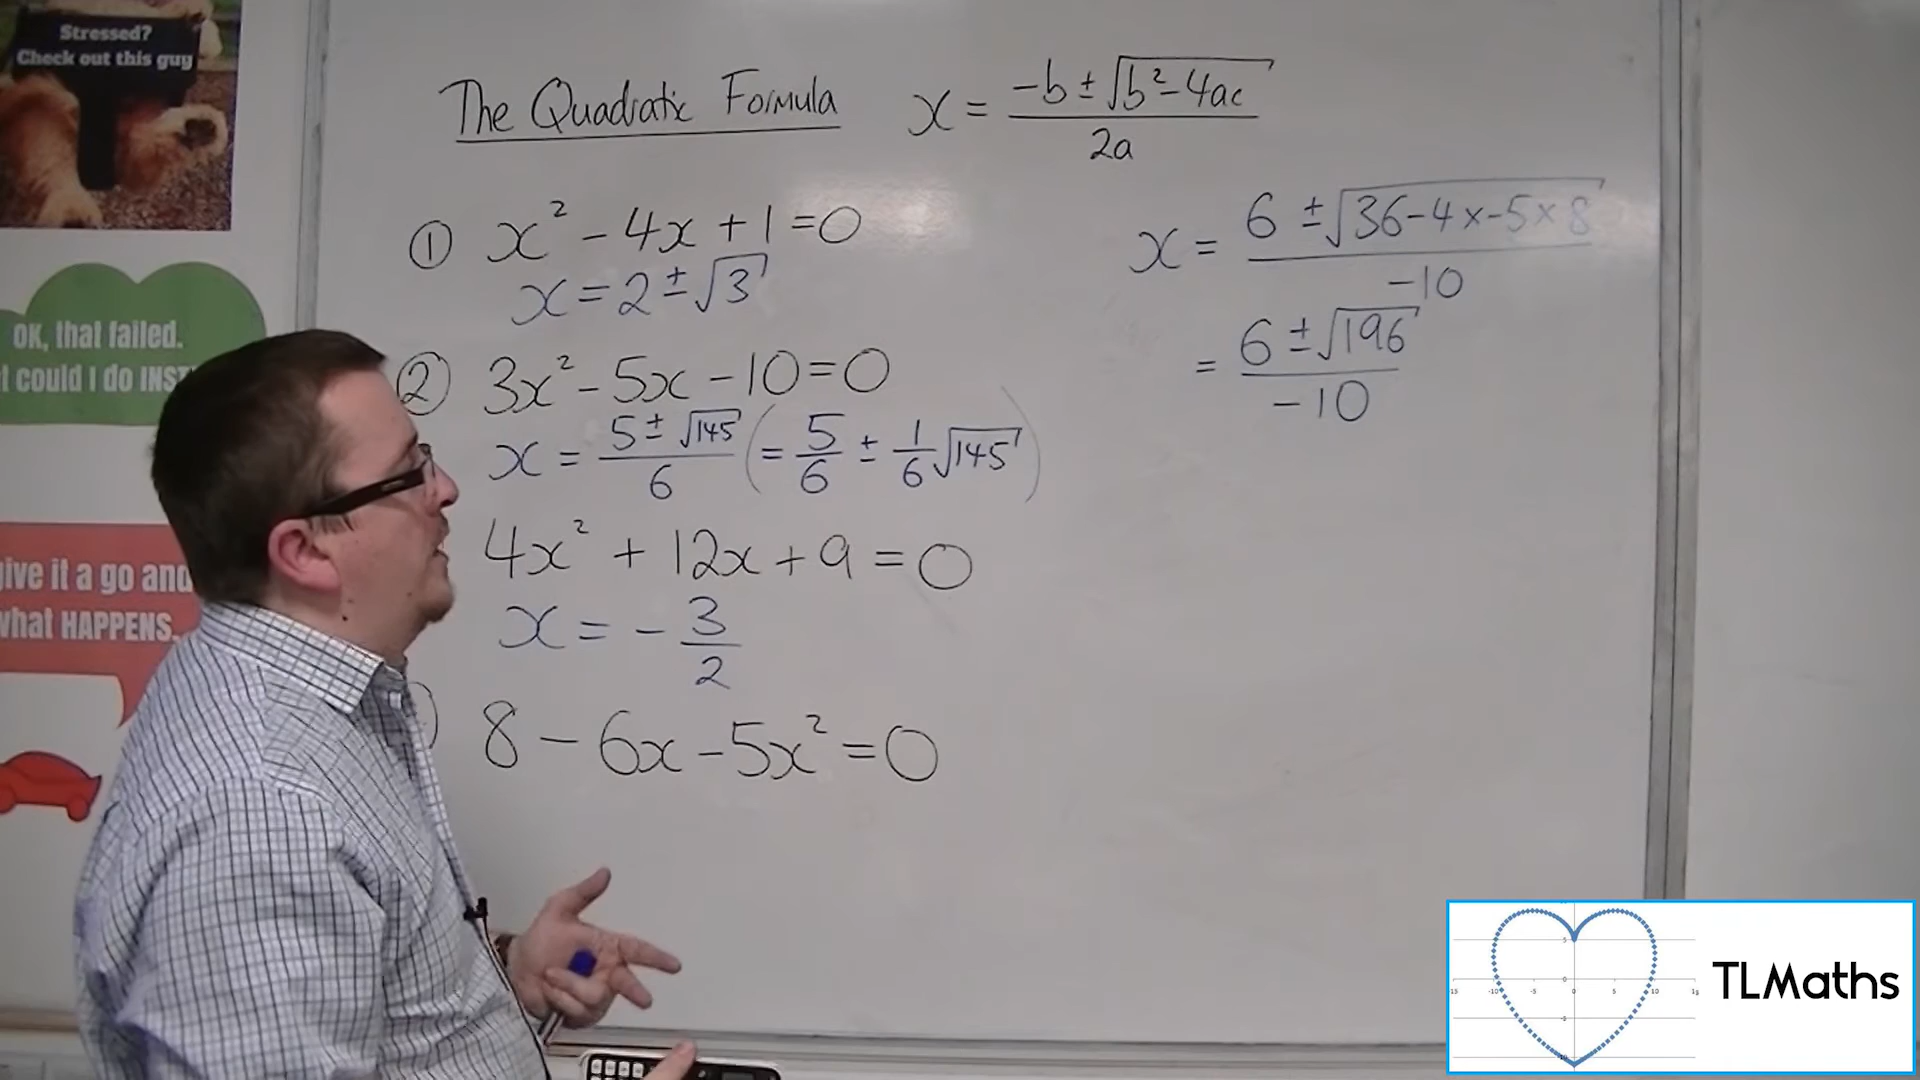 Stressed?
Check out this guy
OK, that failed.
could I do
give it a go and
what HAPPENS.
The Quadratic Formula x = (-b ± √(b² - 4ac)) / 2a
① x² - 4x + 1 = 0
x = 2 ± √3
② 3x² - 5x - 10 = 0
x = (5 ± √145) / 6 (= 5/6 ± 1/6 √145)
4x² + 12x + 9 = 0
x = - 3/2
8 - 6x - 5x² = 0
x = (6 ± √(36 - 4 × -5 × 8)) / -10
= (6 ± √196) / -10
TLMaths